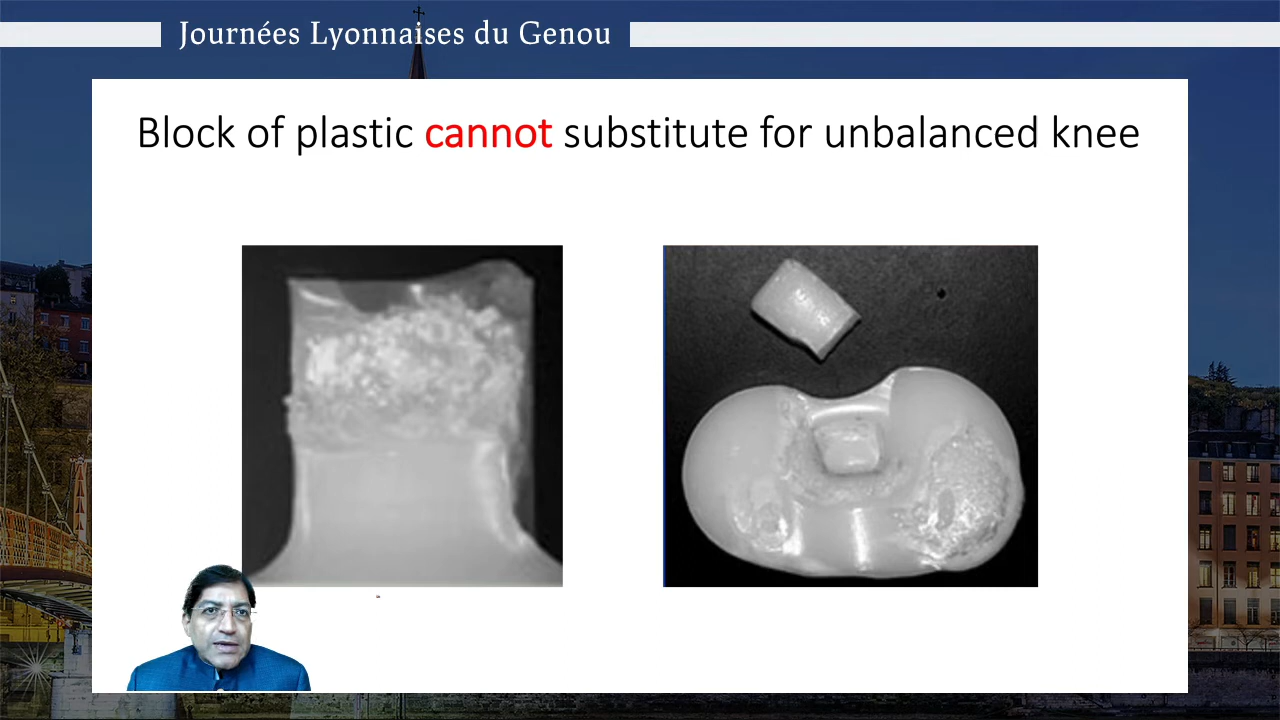 Journées Lyonnaises du Genou
Block of plastic cannot substitute for unbalanced knee